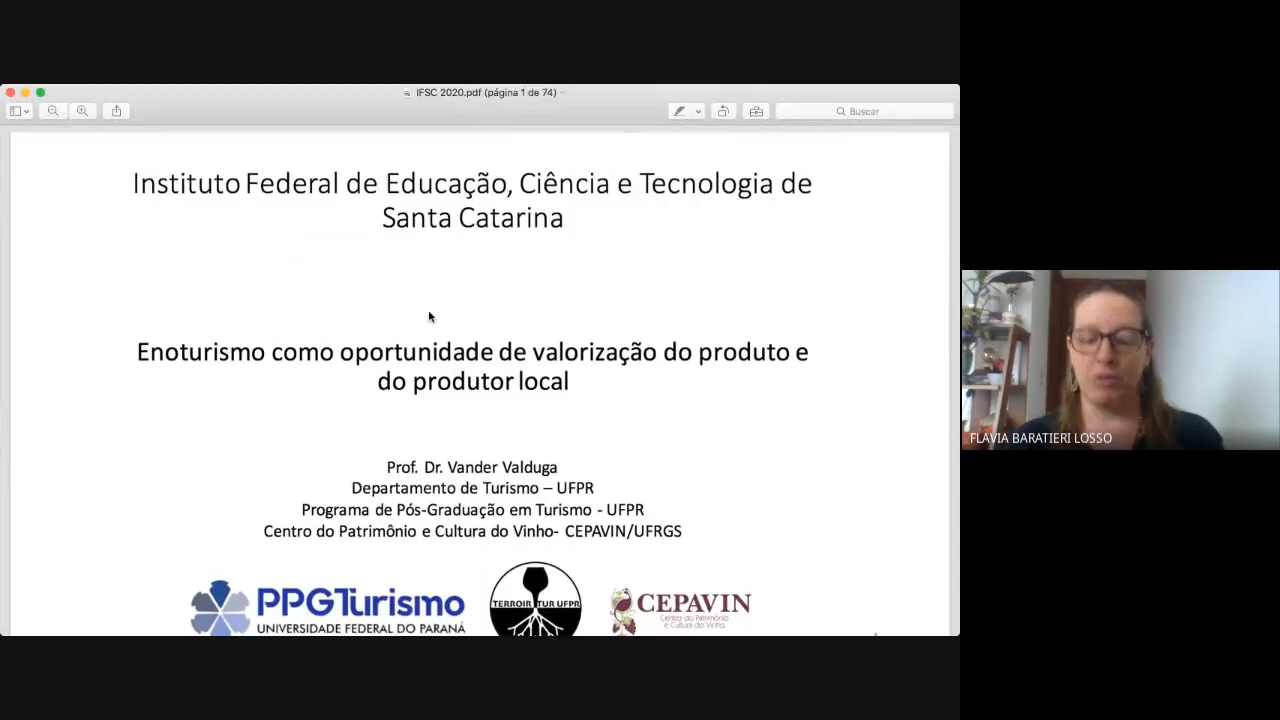 IFSC 2020.pdf (página 1 de 74)
Buscar
Instituto Federal de Educação, Ciência e Tecnologia de
Santa Catarina
Enoturismo como oportunidade de valorização do produto e
do produtor local
Prof. Dr. Vander Valduga
Departamento de Turismo – UFPR
Programa de Pós-Graduação em Turismo - UFPR
Centro do Patrimônio e Cultura do Vinho- CEPAVIN/UFRGS
PPGTurismo
UNIVERSIDADE FEDERAL DO PARANÁ
TERROIR TUR UFPR
CEPAVIN
Centro do Patrimônio
e Cultura do Vinho
FLAVIA BARATIERI LOSSO